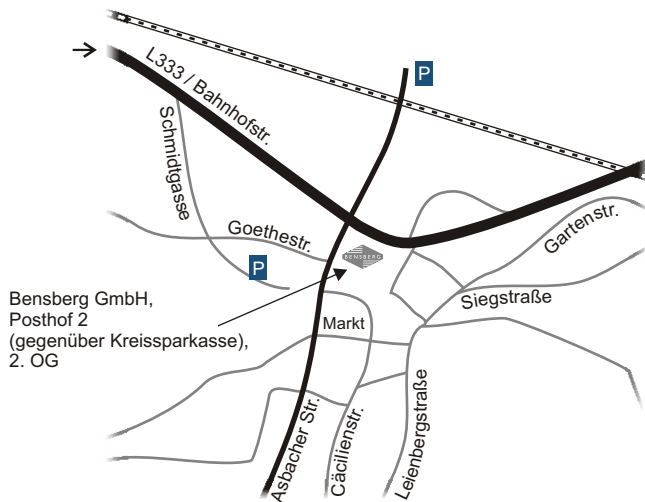 P
L333 / Bahnhofstr.
Schmidtgasse
Goethestr.
Gartenstr.
BENSBERG
P
Siegstraße
Bensberg GmbH,
Posthof 2
(gegenüber Kreissparkasse),
2. OG
Markt
Asbacher Str.
Cäcilienstr.
Leienbergstraße